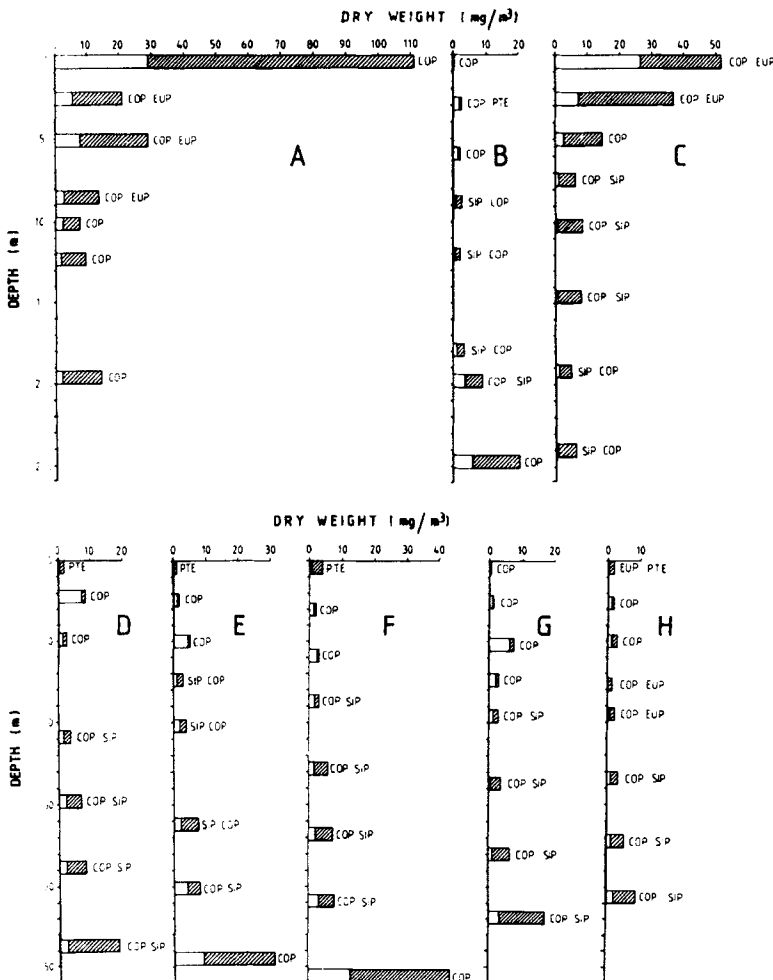 DRY WEIGHT (mg/m³)
10 20 30 40 50 60 70 80 90 100 110
0 10 20
0 10 20 30 40 50
COP
COP EUP
COP EUP
COP PTE
COP EUP
5
COP EUP
COP
COP
A
B
C
COP SiP
COP EUP
SiP COP
10
COP
COP SiP
COP
SiP COP
DEPTH (m)
COP SiP
SiP COP
2
COP
COP SiP
SiP COP
2
COP
SiP COP
DRY WEIGHT (mg/m³)
0 10 20
0 10 20 30
0 10 20 30 40
0 10 20
0 10
PTE
PTE
PTE
COP
EUP PTE
COP
COP
COP
COP
COP
D
E
F
G
H
COP
COP
COP
COP
COP
SiP COP
COP
COP EUP
COP SiP
SiP COP
COP SiP
COP EUP
DEPTH (m)
COP SiP
COP SiP
COP SiP
COP SiP
COP SiP
SiP COP
COP SiP
COP SiP
COP SiP
COP SiP
COP SiP
COP SiP
COP SiP
COP SiP
COP SiP
COP
50
COP